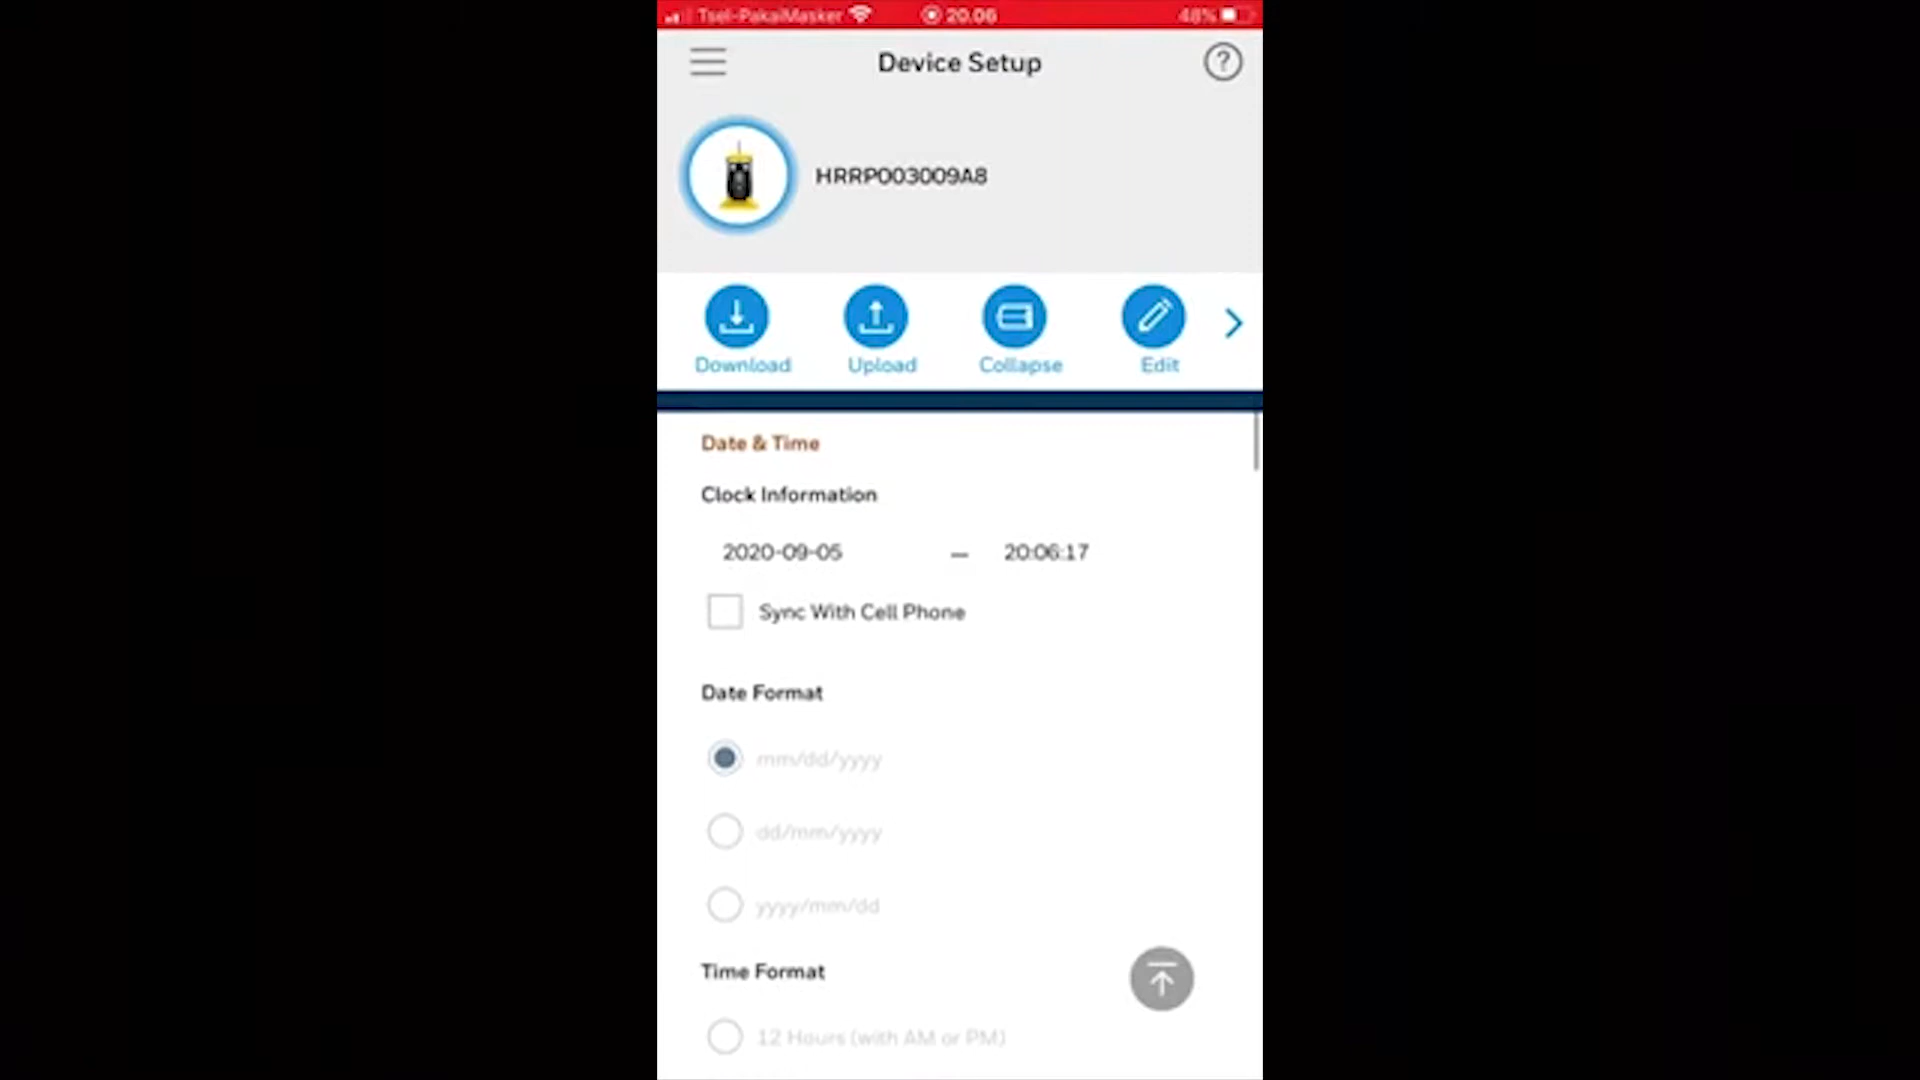 Tsel-PakaiMasker 20.06 48%
Device Setup
?
HRRP003009A8
Download Upload Collapse Edit
Date & Time
Clock Information
2020-09-05 — 20:06:17
Sync With Cell Phone
Date Format
mm/dd/yyyy
dd/mm/yyyy
yyyy/mm/dd
Time Format
12 Hours (with AM or PM)